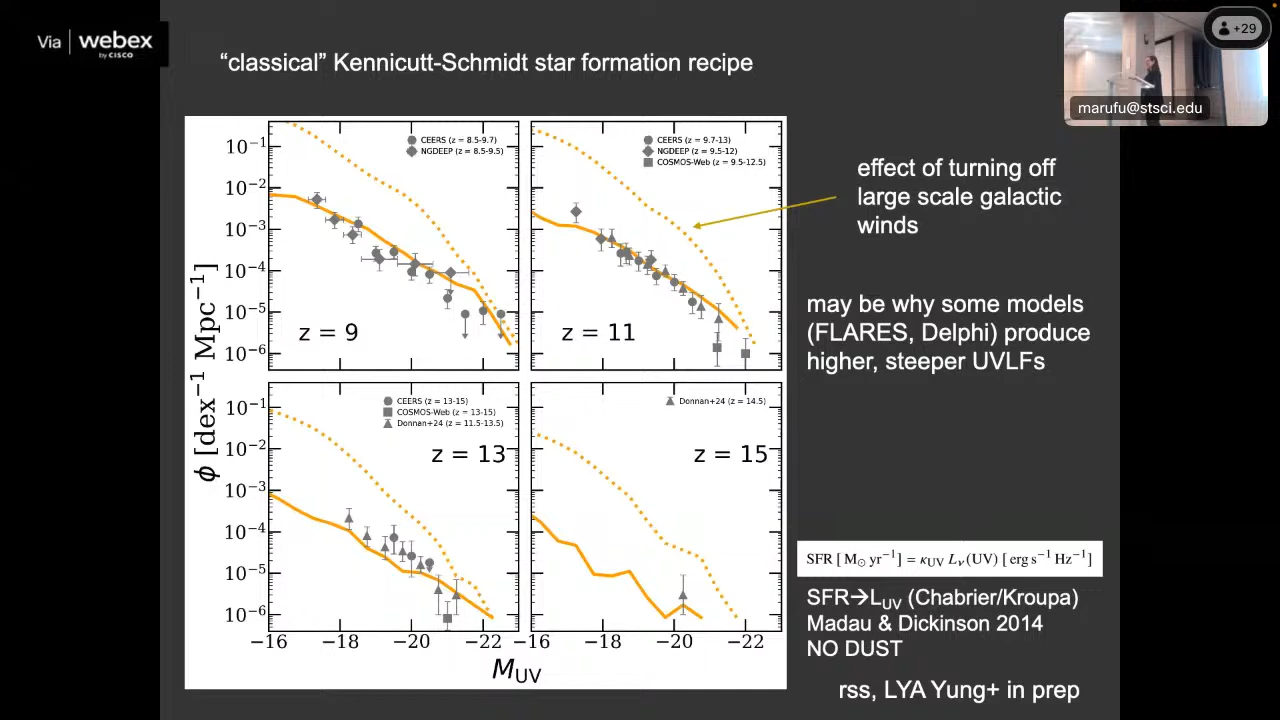 Via | webex
by CISCO
+29
marufu@stsci.edu
“classical” Kennicutt-Schmidt star formation recipe
CEERS (z = 8.5-9.7)
NGDEEP (z = 8.5-9.5)
z = 9
CEERS (z = 9.7-13)
NGDEEP (z = 9.5-12)
COSMOS-Web (z = 9.5-12.5)
z = 11
10⁻¹
10⁻²
10⁻³
10⁻⁴
10⁻⁵
10⁻⁶
CEERS (z = 13-15)
COSMOS-Web (z = 13-15)
Donnan+24 (z = 11.5-13.5)
z = 13
Donnan+24 (z = 14.5)
z = 15
10⁻¹
10⁻²
10⁻³
10⁻⁴
10⁻⁵
10⁻⁶
ϕ [dex⁻¹ Mpc⁻¹]
−16 −18 −20 −22 −16 −18 −20 −22
M_UV
effect of turning off
large scale galactic
winds
may be why some models
(FLARES, Delphi) produce
higher, steeper UVLFs
SFR [ M⊙ yr⁻¹] = κ_UV L_ν(UV) [ erg s⁻¹ Hz⁻¹]
SFR→L_UV (Chabrier/Kroupa)
Madau & Dickinson 2014
NO DUST
rss, LYA Yung+ in prep